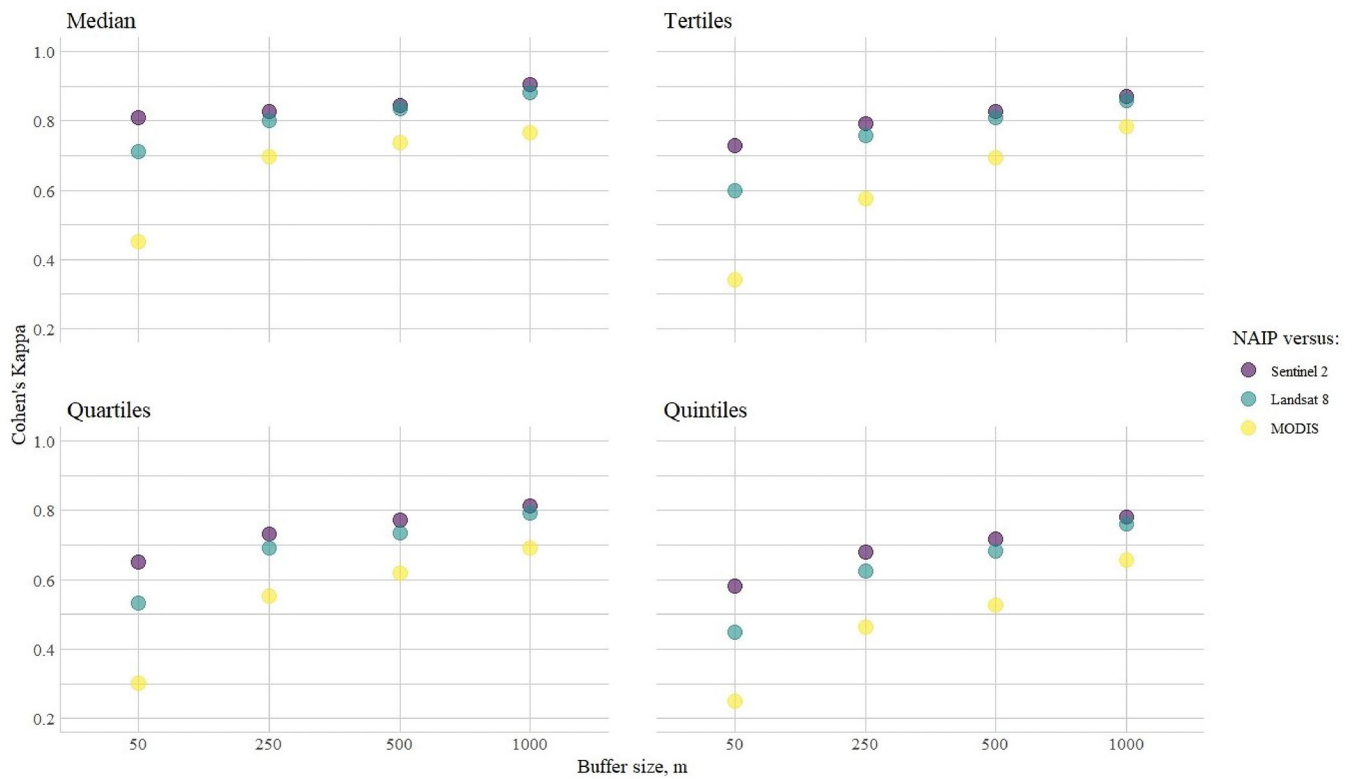 Median
Tertiles
1.0
0.8
0.6
0.4
0.2
Cohen's Kappa
NAIP versus:
Sentinel 2
Landsat 8
MODIS
Quartiles
Quintiles
1.0
0.8
0.6
0.4
0.2
50 250 500 1000
50 250 500 1000
Buffer size, m